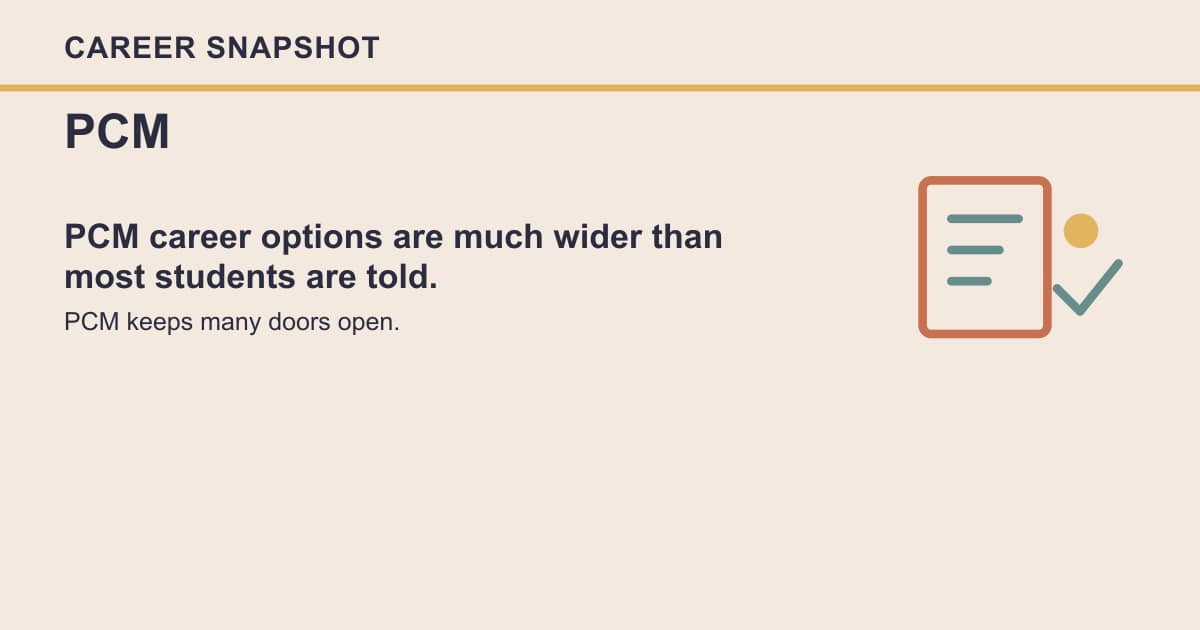 CAREER SNAPSHOT
PCM
PCM career options are much wider than
most students are told.
PCM keeps many doors open.